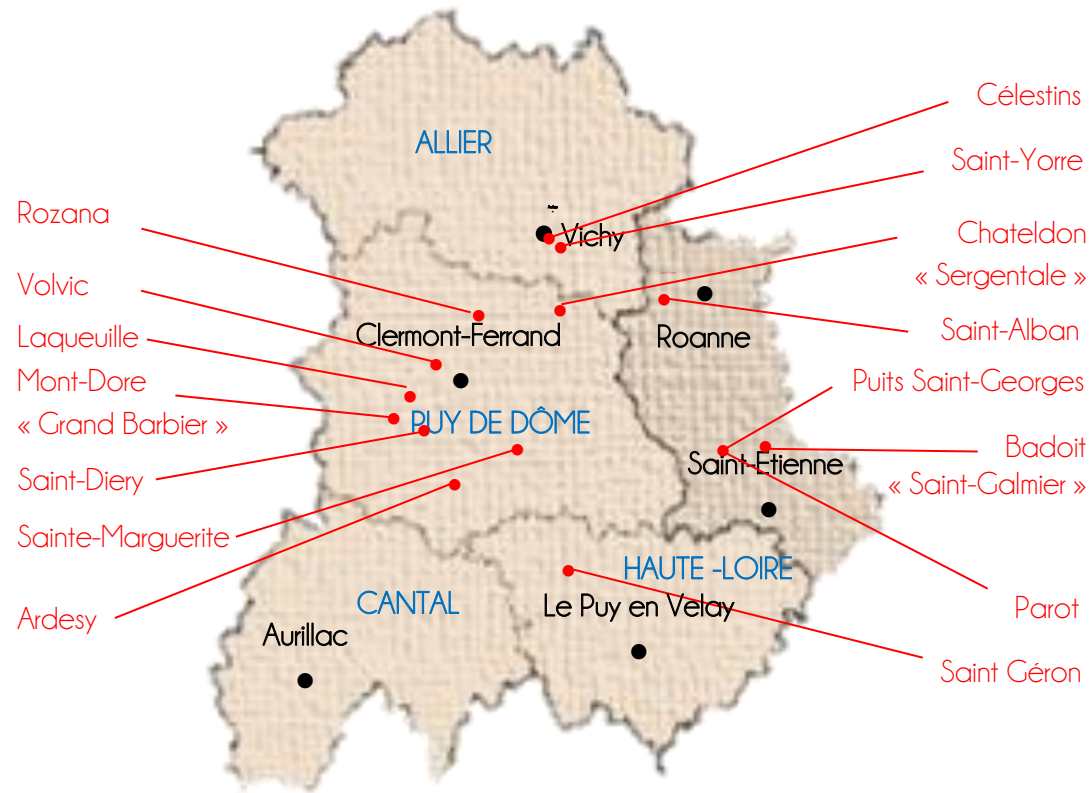 Célestins
ALLIER
Saint-Yorre
Rozana
Vichy
Chateldon
« Sergentale »
Volvic
Saint-Alban
Laqueuille
Clermont-Ferrand
Roanne
Mont-Dore
« Grand Barbier »
Puits Saint-Georges
PUY DE DÔME
Badoit
« Saint-Galmier »
Saint-Etienne
Saint-Diery
Sainte-Marguerite
HAUTE -LOIRE
Ardesy
CANTAL
Le Puy en Velay
Parot
Aurillac
Saint Géron